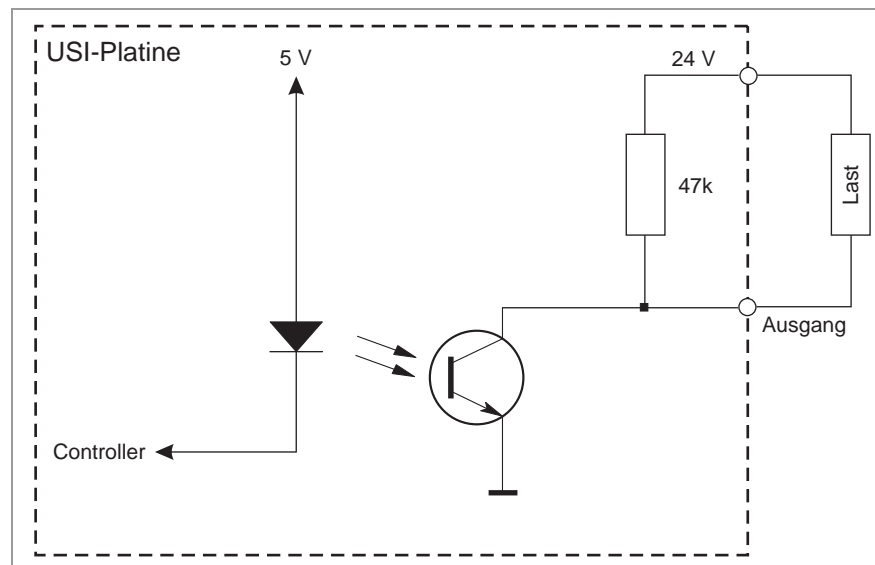 USI-Platine
5 V
24 V
47k
Last
Ausgang
Controller